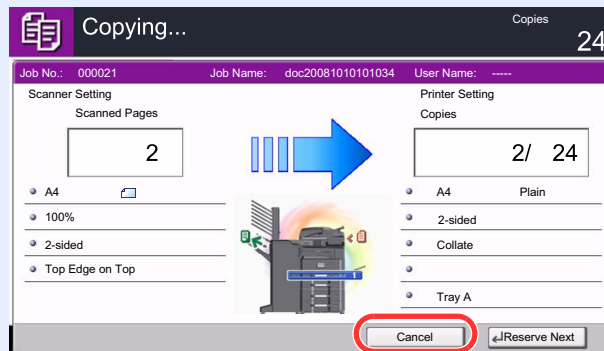 Copying...
Copies
24
Job No.: 000021 Job Name: doc20081010101034 User Name: -----
Scanner Setting Printer Setting
Scanned Pages Copies
2 2/ 24
A4 A4 Plain
100% 2-sided
2-sided Collate
Top Edge on Top
Tray A
Cancel Reserve Next